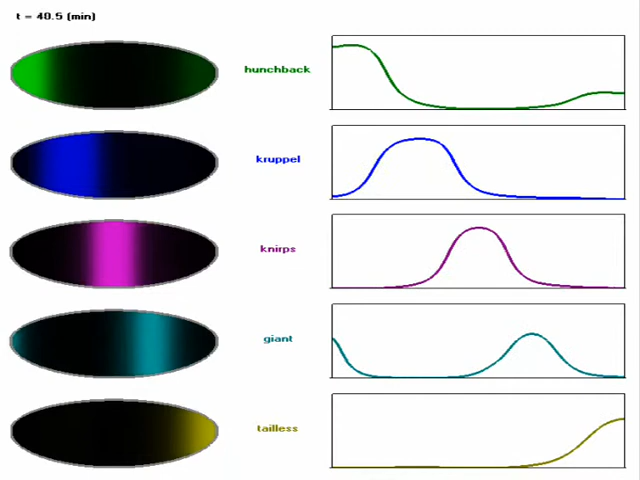 t = 40.5 (min)
hunchback
kruppel
knirps
giant
tailless